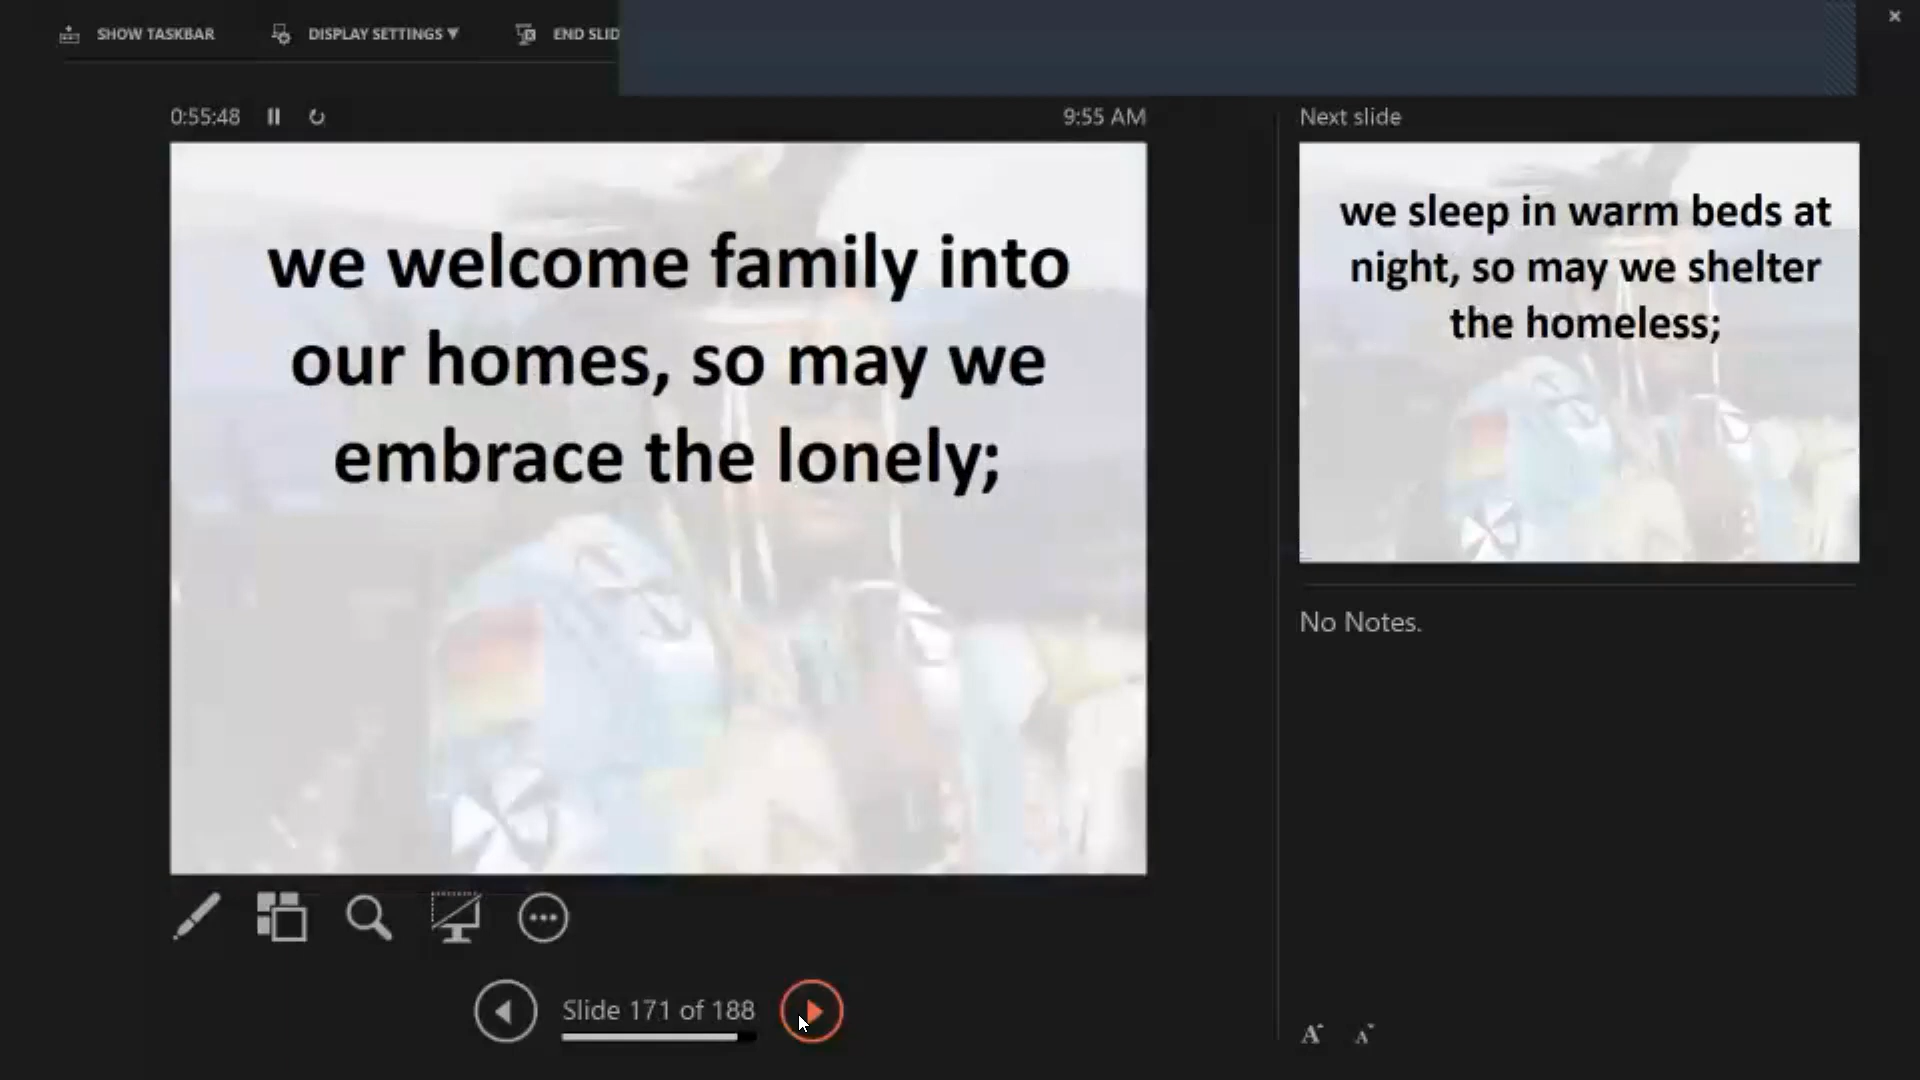 SHOW TASKBAR
DISPLAY SETTINGS ▼
END SLID
0:55:48
9:55 AM
Next slide
we welcome family into
our homes, so may we
embrace the lonely;
we sleep in warm beds at
night, so may we shelter
the homeless;
No Notes.
Slide 171 of 188
A A